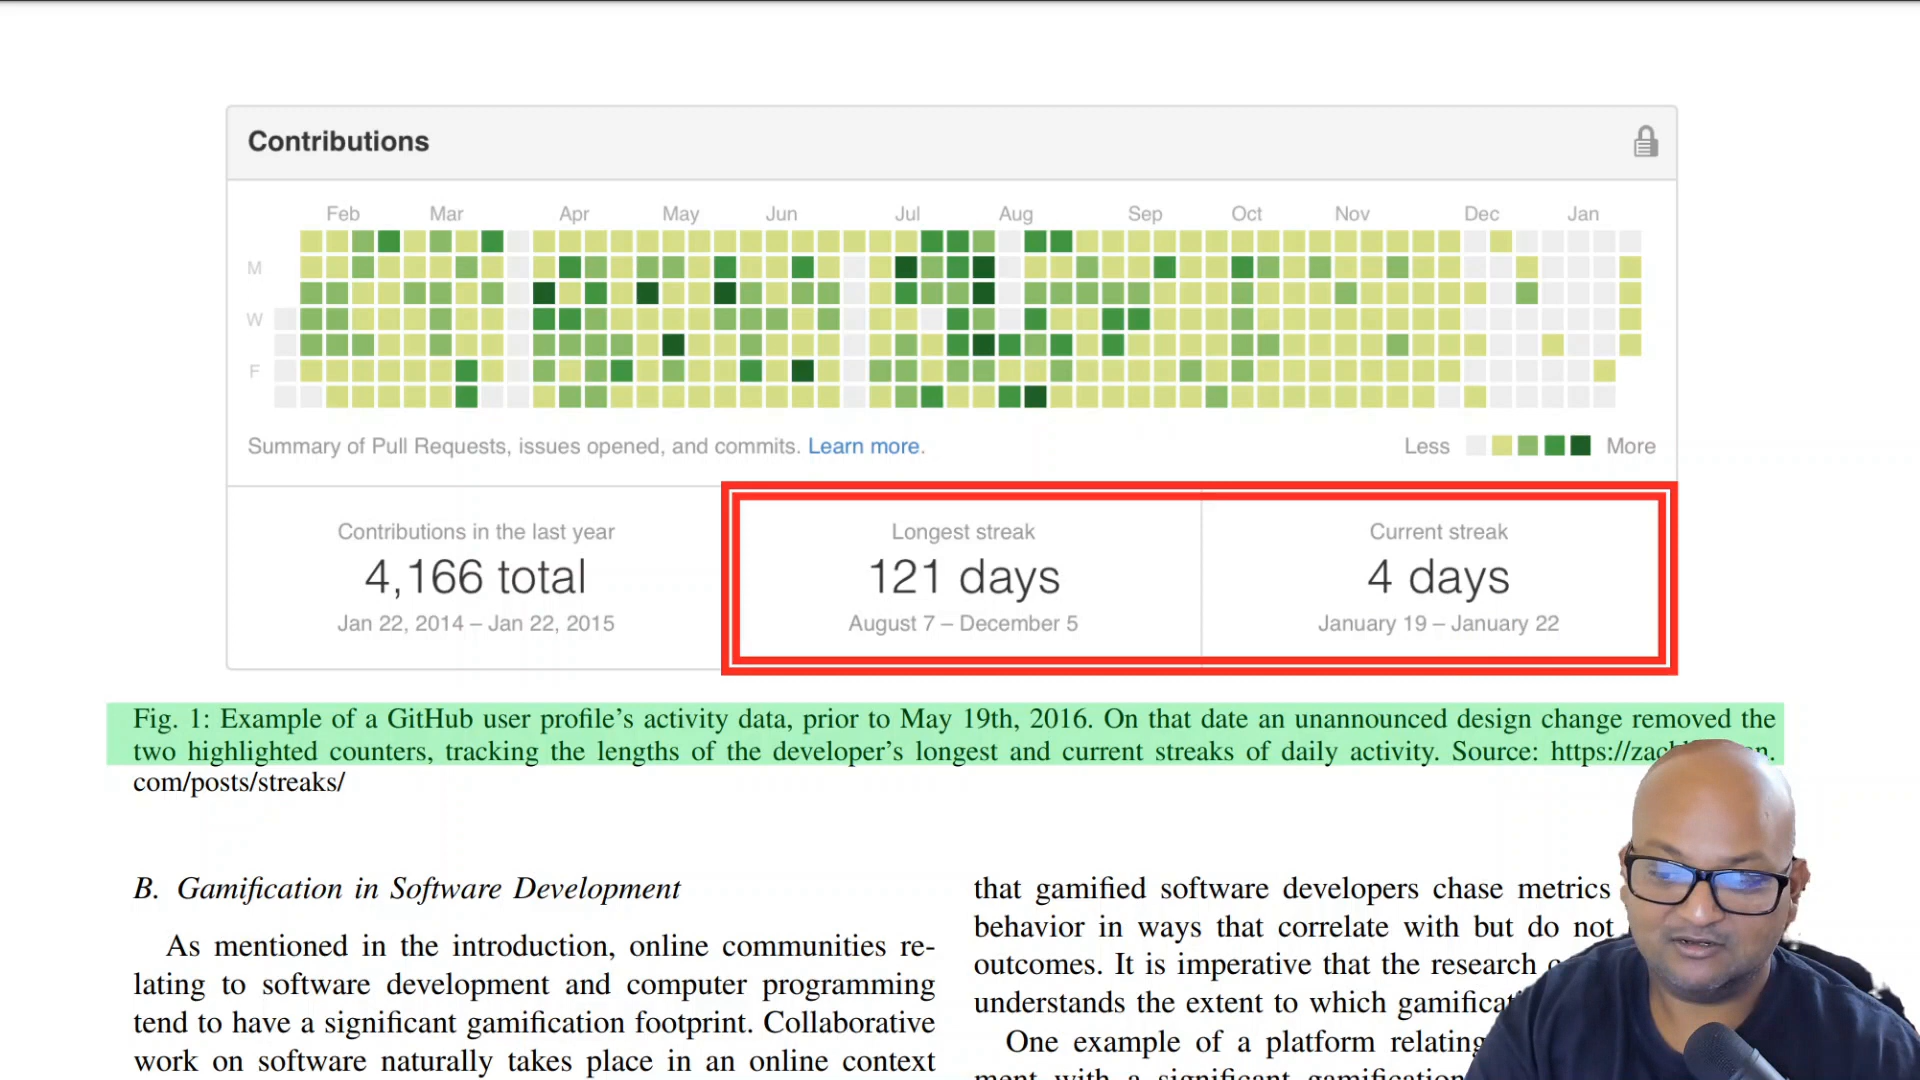 Contributions
Feb Mar Apr May Jun Jul Aug Sep Oct Nov Dec Jan
M
W
F
Summary of Pull Requests, issues opened, and commits. Learn more.
Less More
Contributions in the last year
4,166 total
Jan 22, 2014 – Jan 22, 2015
Longest streak
121 days
August 7 – December 5
Current streak
4 days
January 19 – January 22
Fig. 1: Example of a GitHub user profile's activity data, prior to May 19th, 2016. On that date an unannounced design change removed the
two highlighted counters, tracking the lengths of the developer's longest and current streaks of daily activity. Source:
com/posts/streaks/
B. Gamification in Software Development
As mentioned in the introduction, online communities re-
lating to software development and computer programming
tend to have a significant gamification footprint. Collaborative
work on software naturally takes place in an online context
that gamified software developers chase metrics
behavior in ways that correlate with but do not
outcomes. It is imperative that the research
understands the extent to which
One example of a platform relating
ment with a significant gamification